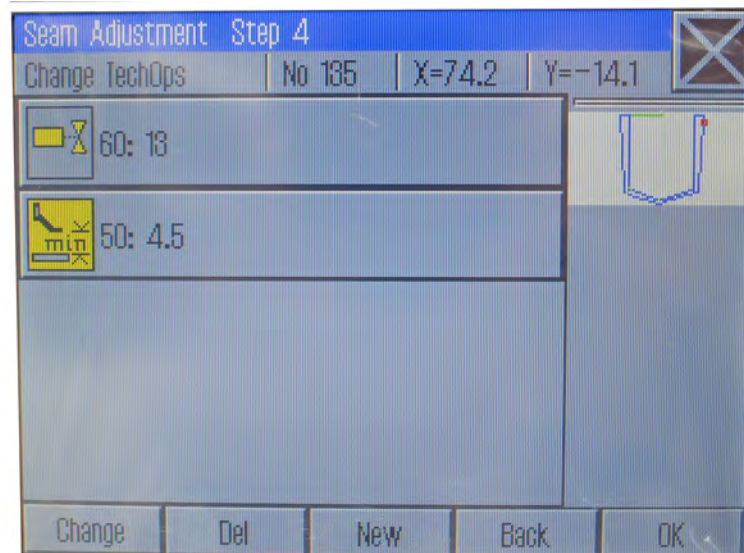 Seam Adjustment Step 4
Change TechOps No 135 X=74.2 Y=-14.1
60: 13
min 50: 4.5
Change Del New Back OK